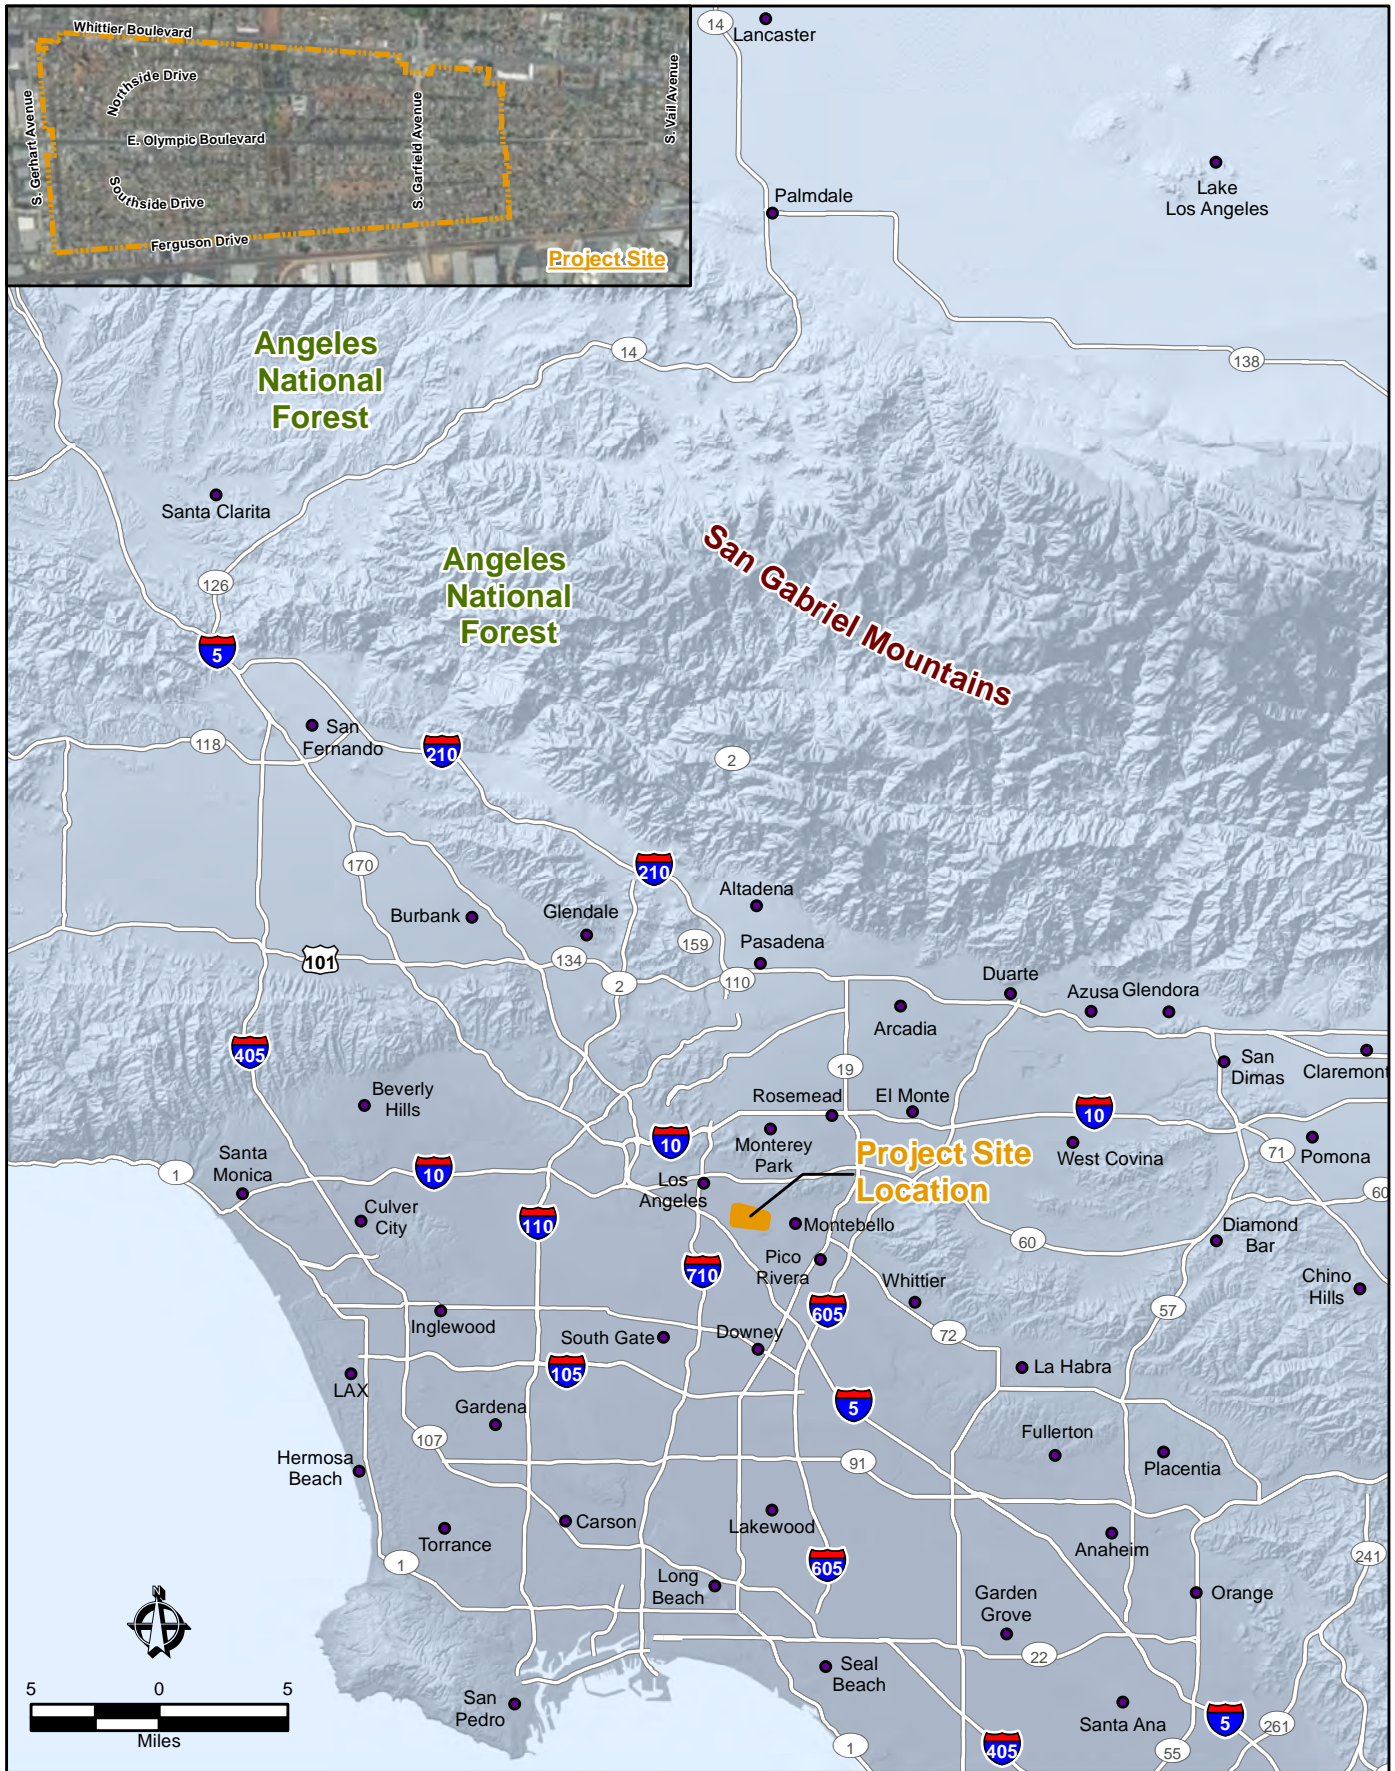 Whittier Boulevard
Northside Drive
S. Gerhart Avenue
E. Olympic Boulevard
S. Garfield Avenue
S. Vail Avenue
Southside Drive
Ferguson Drive
Project Site
14
Lancaster
Palmdale
Lake
Los Angeles
Angeles
National
Forest
14
138
Santa Clarita
126
Angeles
National
Forest
San Gabriel Mountains
5
San
Fernando
118
210
2
170
210
Altadena
Burbank
Glendale
159
Pasadena
101
134
2
110
Duarte
Azusa
Glendora
Arcadia
405
19
San
Dimas
Claremont
Beverly
Hills
Rosemead
El Monte
10
10
Monterey
Park
Project Site
Location
West Covina
71
Pomona
Santa
Monica
1
10
Los
Angeles
60
Culver
City
110
Montebello
60
Diamond
Bar
710
Pico
Rivera
Whittier
Chino
Hills
605
57
Inglewood
South Gate
Downey
72
105
La Habra
LAX
5
Gardena
107
Fullerton
Hermosa
Beach
91
Placentia
Carson
Lakewood
Torrance
Anaheim
241
1
605
Long
Beach
Garden
Grove
Orange
N
22
Seal
Beach
5
0
5
Miles
San
Pedro
Santa Ana
5
261
1
405
55